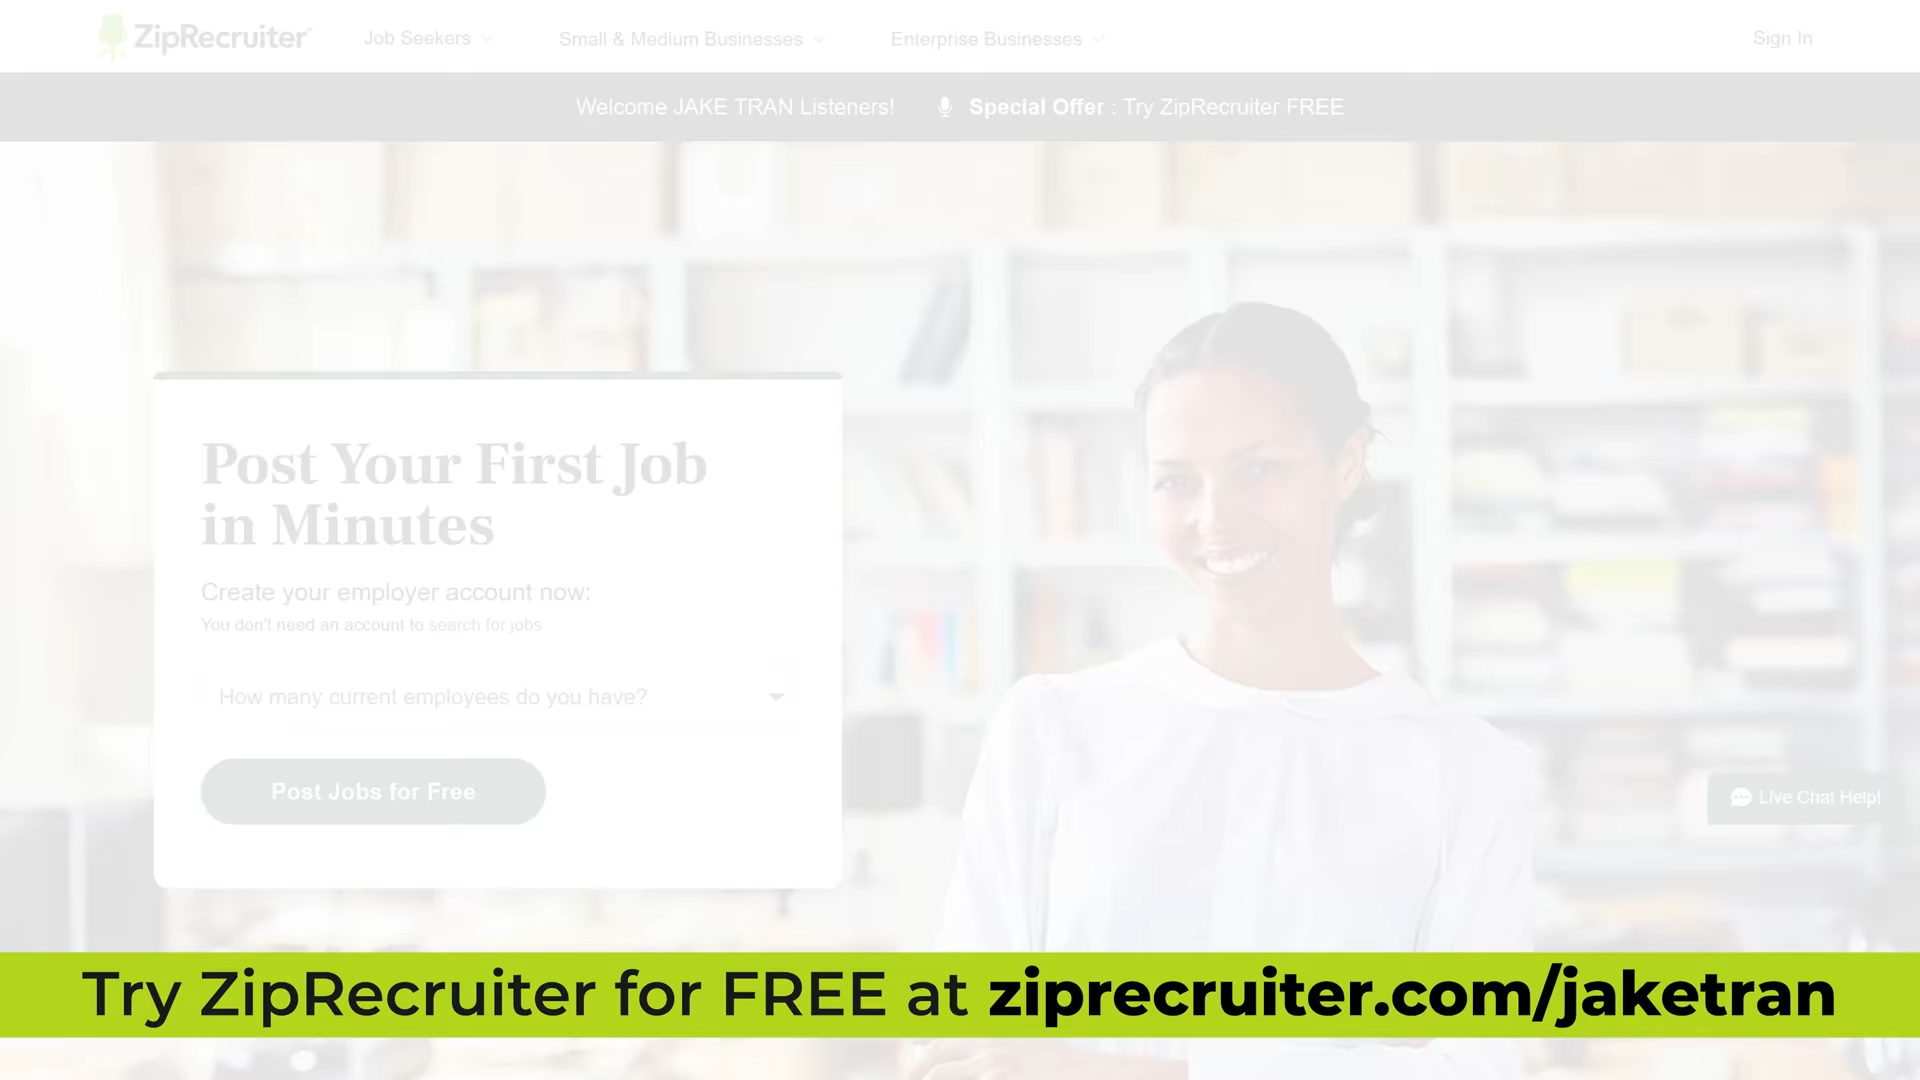 ZipRecruiter
Job Seekers
Small & Medium Businesses
Enterprise Businesses
Sign In
Welcome JAKE TRAN Listeners!
Special Offer : Try ZipRecruiter FREE
Post Your First Job
in Minutes
Create your employer account now:
You don't need an account to search for jobs
How many current employees do you have?
Post Jobs for Free
Live Chat Help!
Try ZipRecruiter for FREE at ziprecruiter.com/jaketran